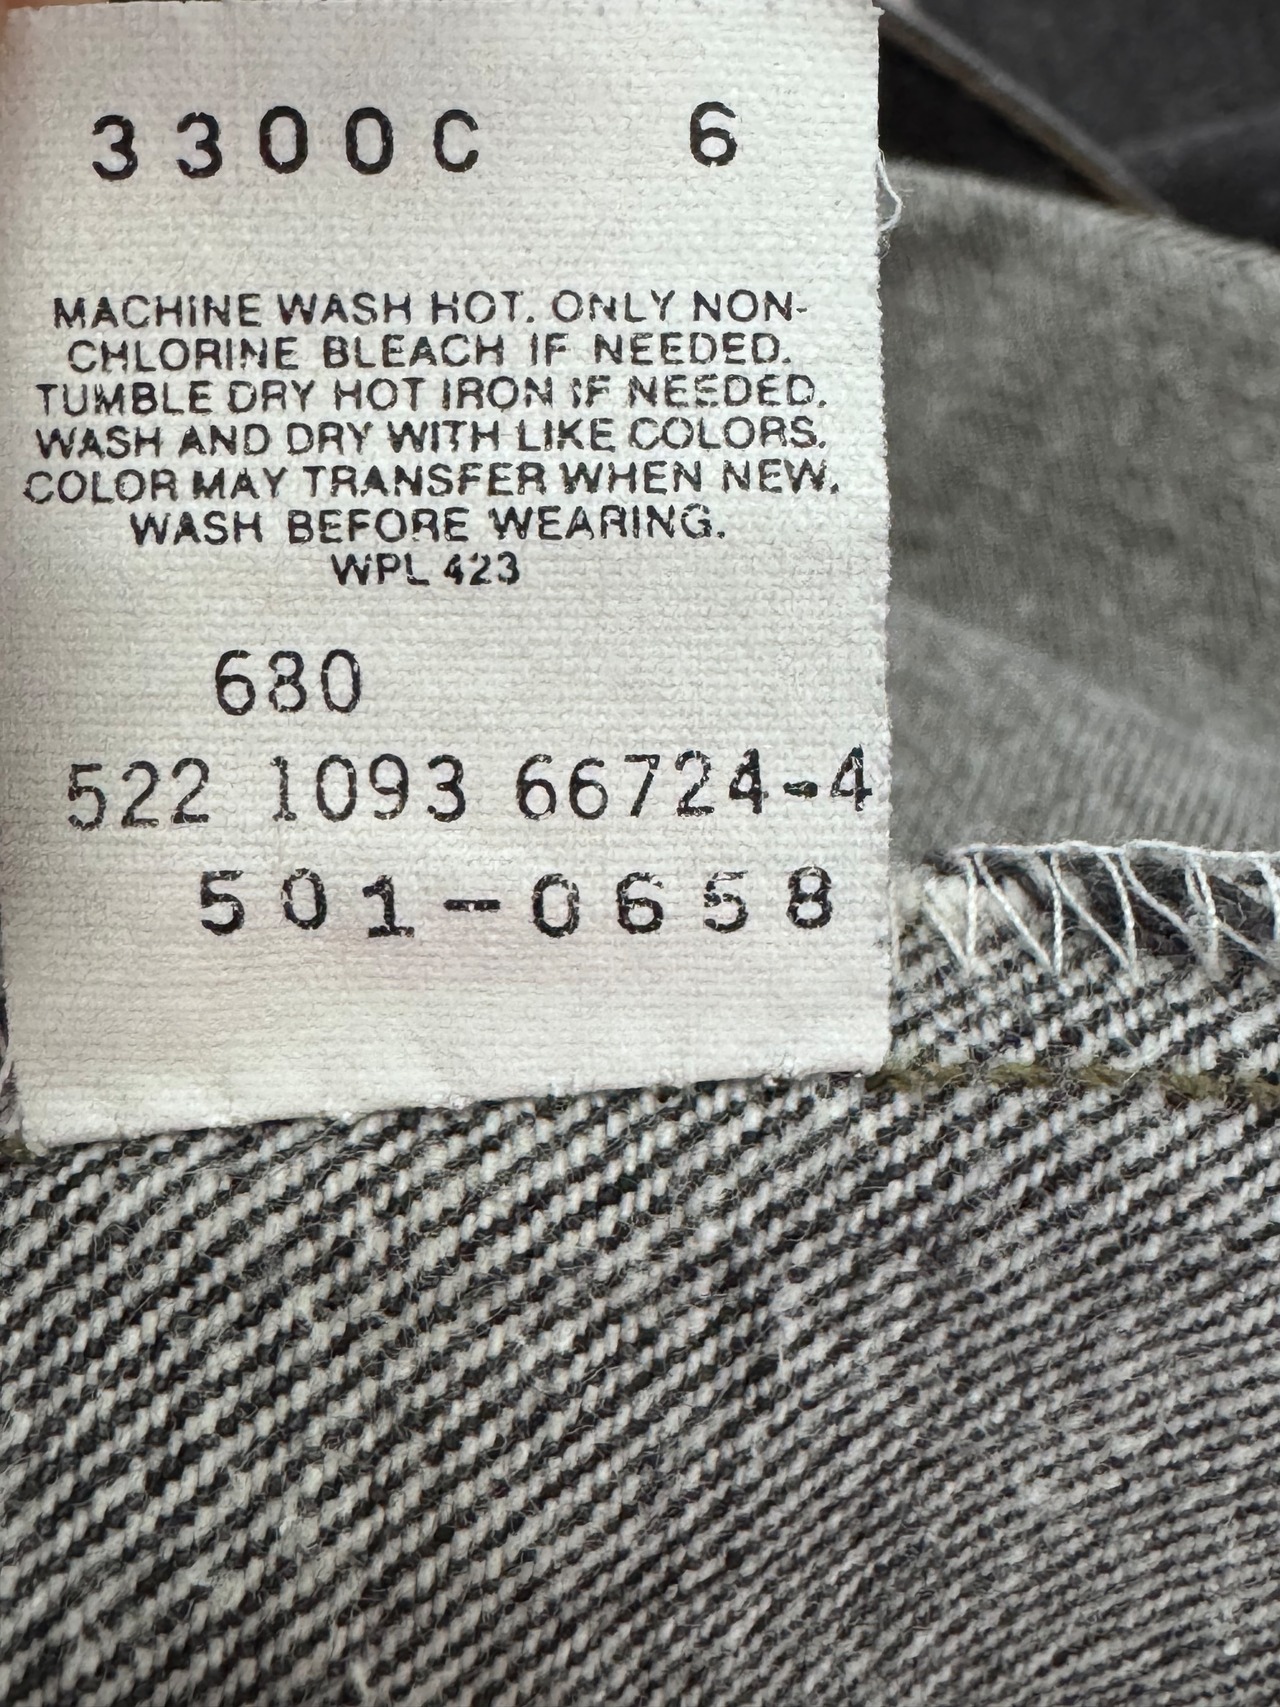 3300C 6
MACHINE WASH HOT. ONLY NON-
CHLORINE BLEACH IF NEEDED.
TUMBLE DRY HOT IRON IF NEEDED.
WASH AND DRY WITH LIKE COLORS.
COLOR MAY TRANSFER WHEN NEW.
WASH BEFORE WEARING.
WPL 423
680
522 1093 66724-4
501-0658